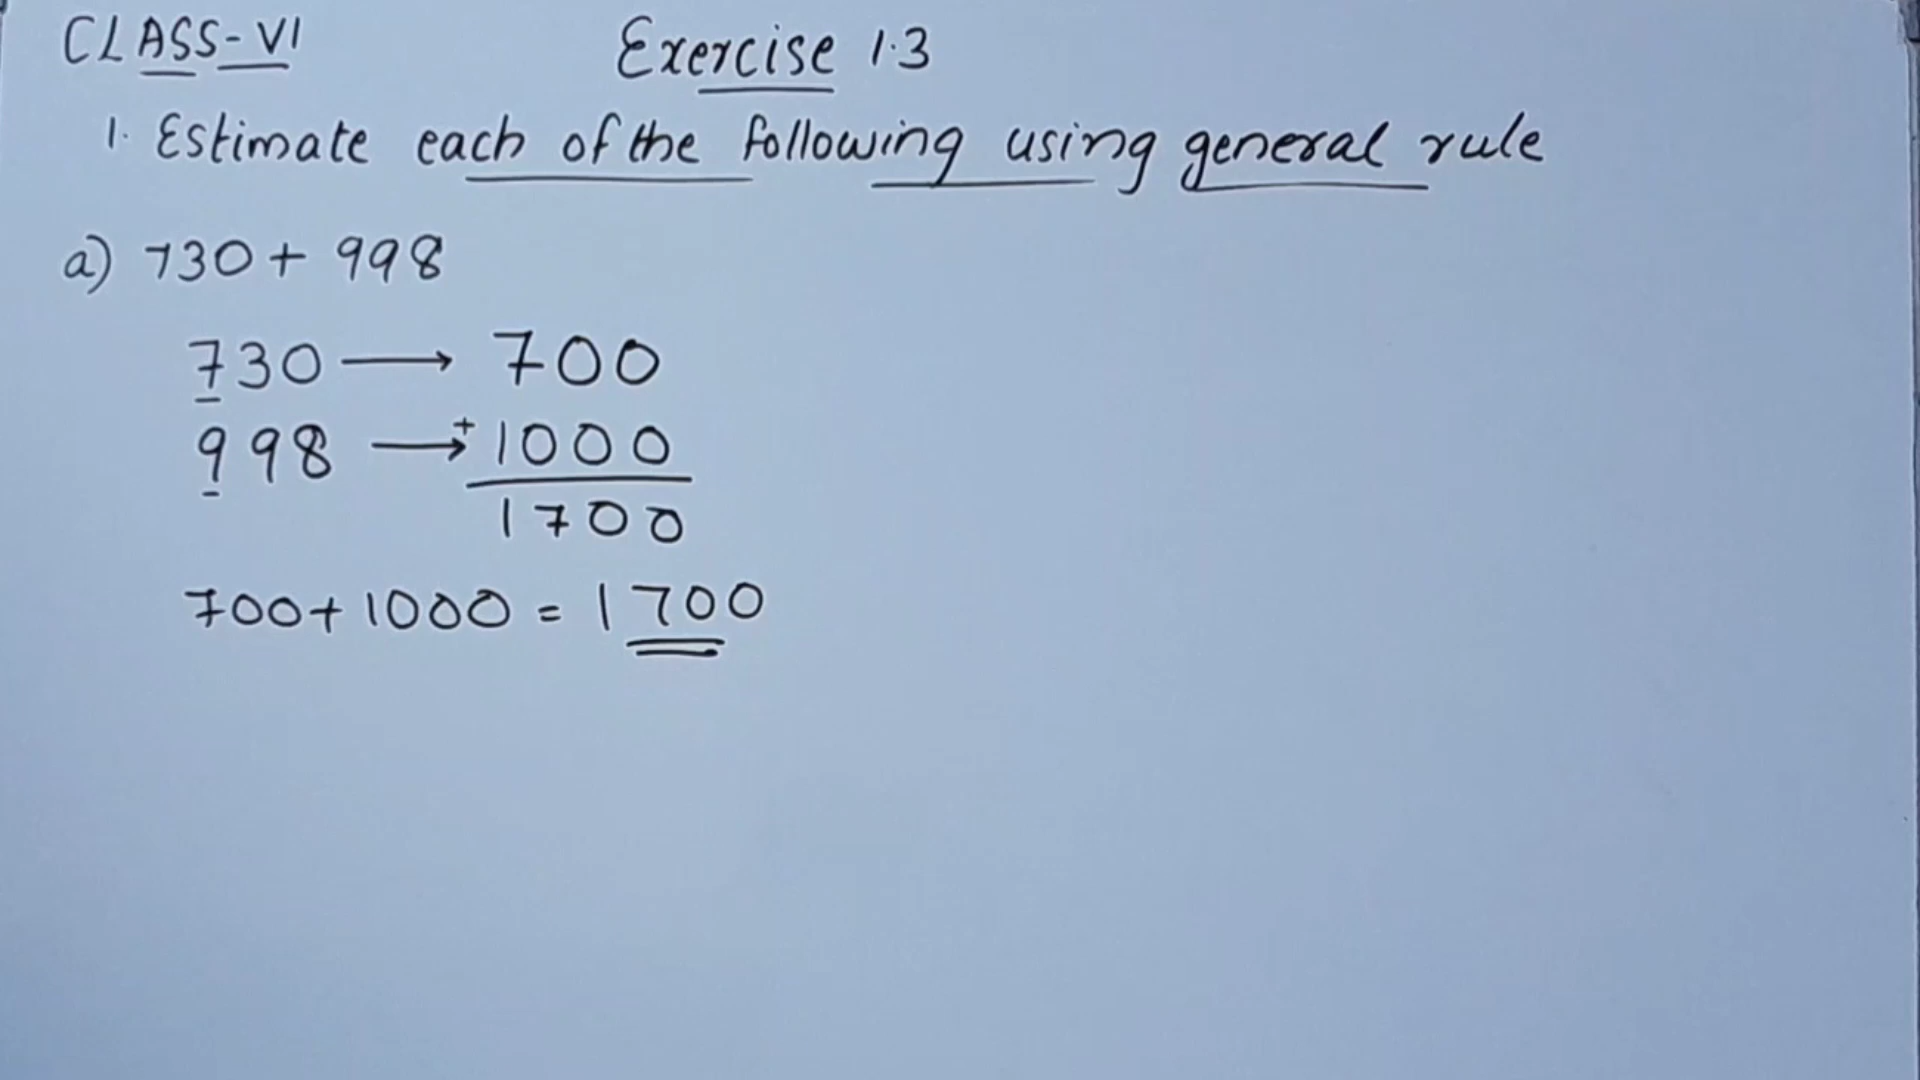 CLASS-VI Exercise 1.3
1. Estimate each of the following using general rule
a) 730 + 998
730 → 700
998 → + 1000
1700
700 + 1000 = 1700